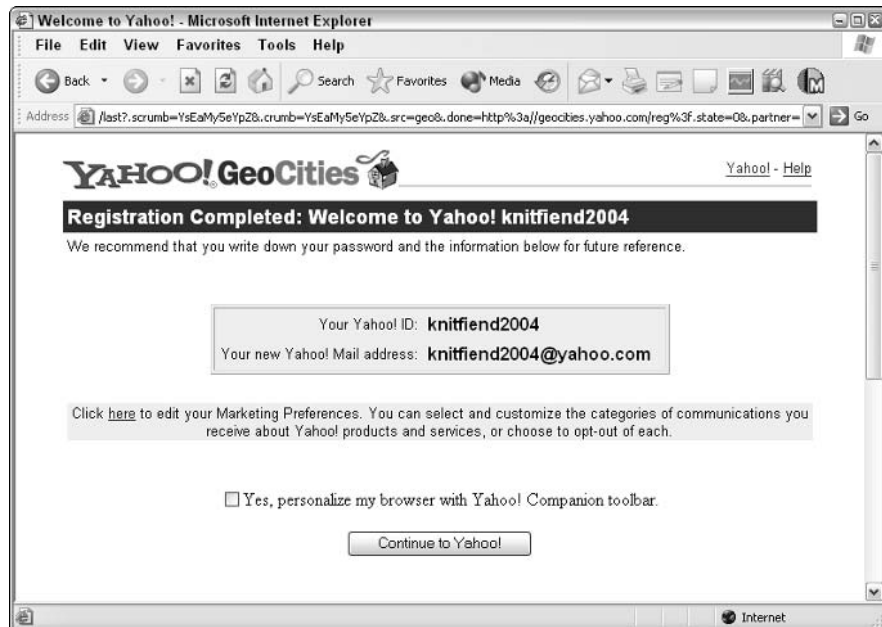 Welcome to Yahoo! - Microsoft Internet Explorer
File Edit View Favorites Tools Help
Back Search Favorites Media
Address /last?.scrumb=YsEaMy5eYpZ&.crumb=YsEaMy5eYpZ&.src=geo&.done=http%3a//geocities.yahoo.com/reg%3f.state=0&.partner= Go
YAHOO! GeoCities Yahoo! - Help
Registration Completed: Welcome to Yahoo! knitfiend2004
We recommend that you write down your password and the information below for future reference.
Your Yahoo! ID: knitfiend2004
Your new Yahoo! Mail address: knitfiend2004@yahoo.com
Click here to edit your Marketing Preferences. You can select and customize the categories of communications you
receive about Yahoo! products and services, or choose to opt-out of each.
Yes, personalize my browser with Yahoo! Companion toolbar.
Continue to Yahoo!
Internet